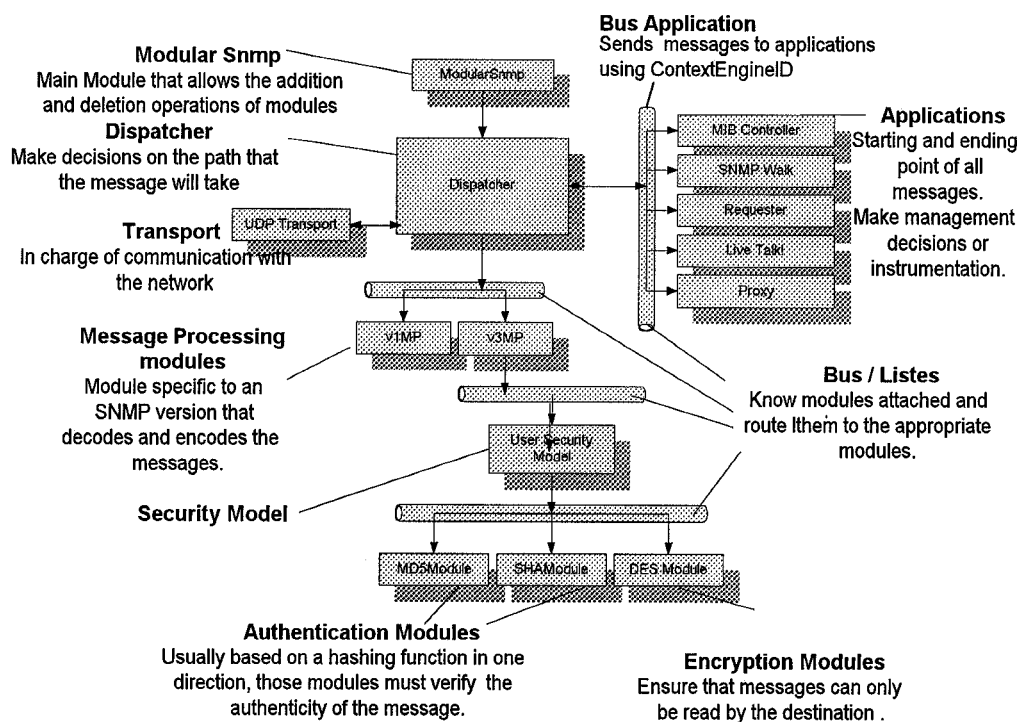 Modular Snmp
Main Module that allows the addition
and deletion operations of modules
ModularSnmp
Bus Application
Sends messages to applications
using ContextEngineID
Dispatcher
Make decisions on the path that
the message will take
Dispatcher
MIB Controller
SNMP Walk
Requester
Live Talk!
Proxy
Applications
Starting and ending
point of all
messages.
Make management
decisions or
instrumentation.
Transport
In charge of communication with
the network
UDP Transport
v1MP
v3MP
Message Processing
modules
Module specific to an
SNMP version that
decodes and encodes the
messages.
Bus / Listes
Know modules attached and
route Ithem to the appropriate
modules.
User Security
Model
Security Model
MD5Module
SHAModule
DES Module
Authentication Modules
Usually based on a hashing function in one
direction, those modules must verify the
authenticity of the message.
Encryption Modules
Ensure that messages can only
be read by the destination .